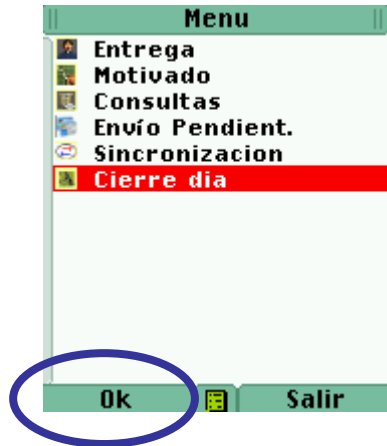 Menu
Entrega
Motivado
Consultas
Envío Pendient.
Sincronizacion
Cierre dia
Ok Salir